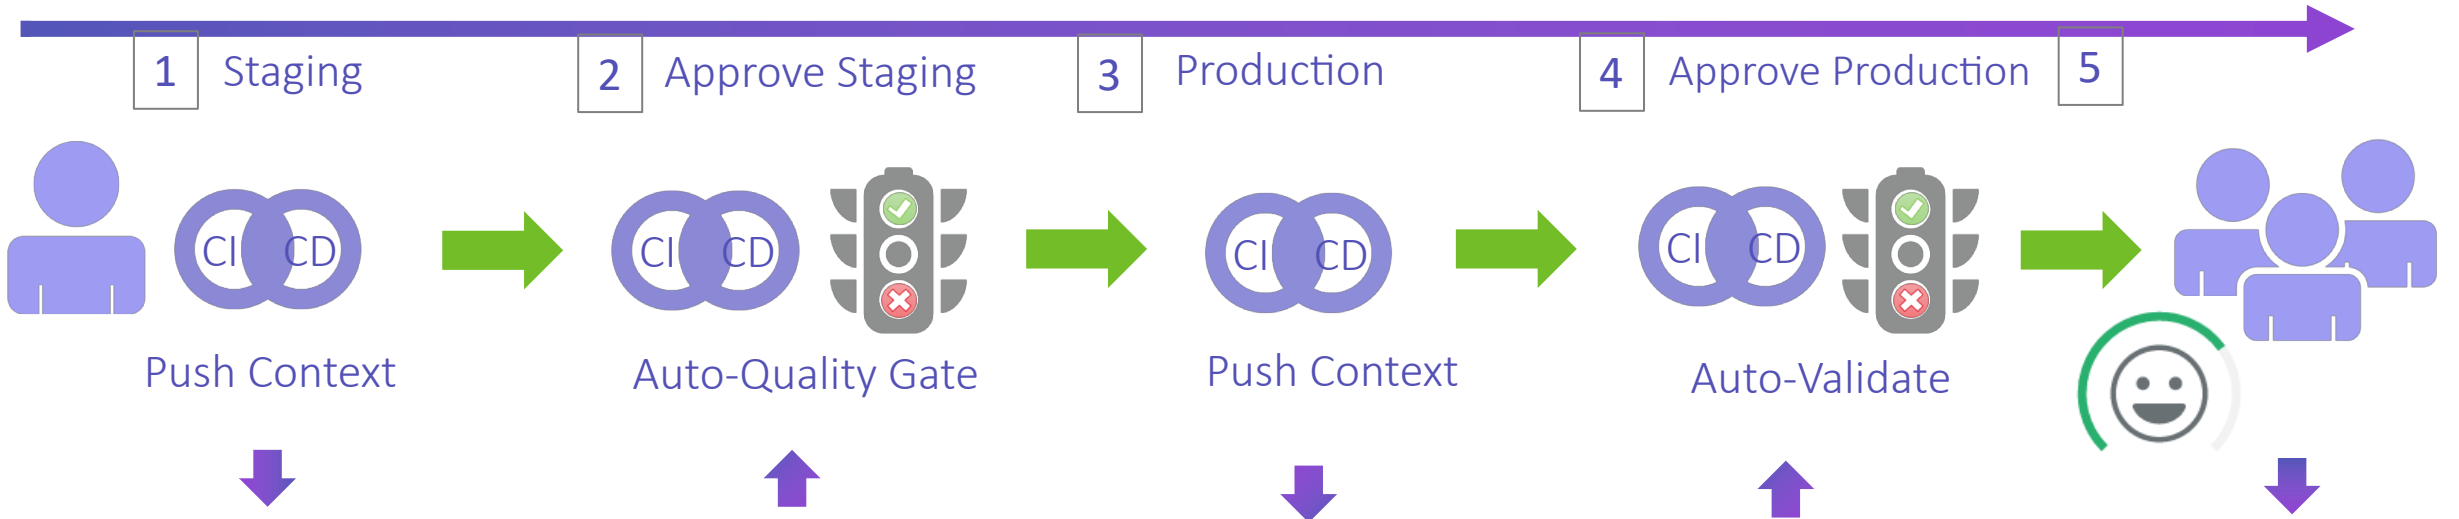 1 Staging 2 Approve Staging 3 Production 4 Approve Production 5
CI CD CI CD CI CD CI CD
Push Context Auto-Quality Gate Push Context Auto-Validate